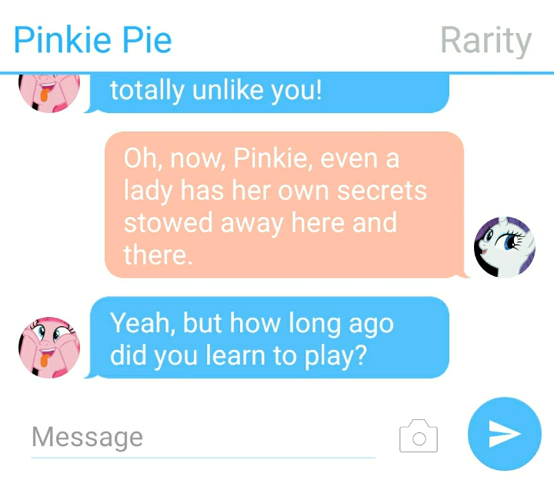 Pinkie Pie Rarity
totally unlike you!
Oh, now, Pinkie, even a
lady has her own secrets
stowed away here and
there.
Yeah, but how long ago
did you learn to play?
Message